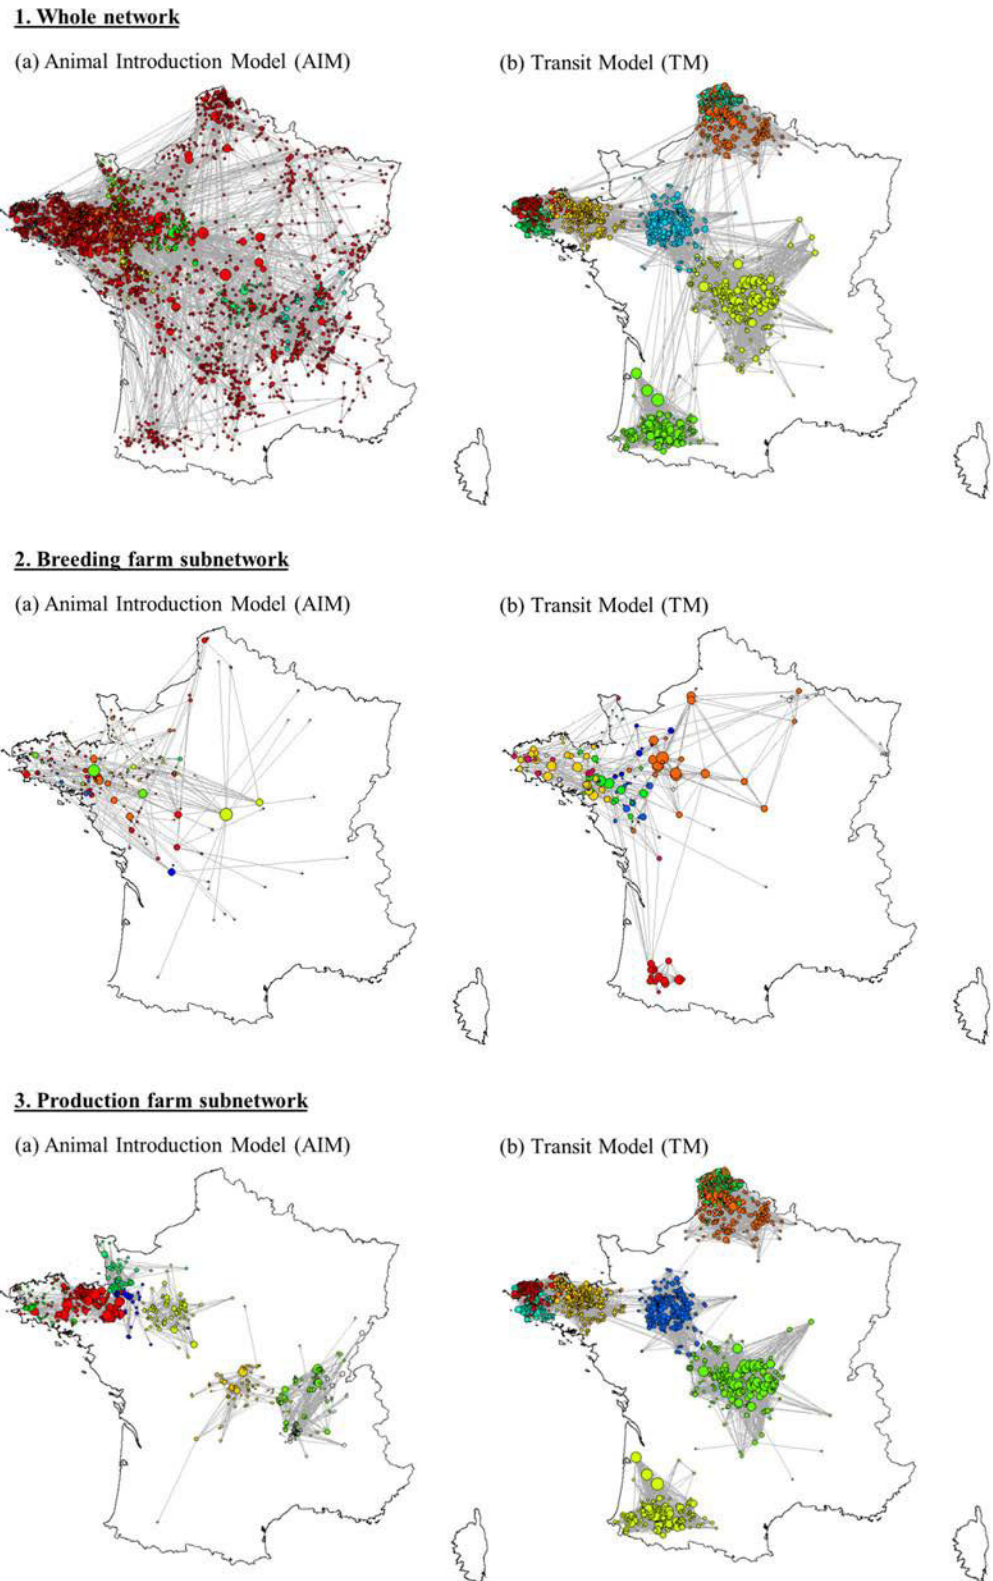 1. Whole network
(a) Animal Introduction Model (AIM)
(b) Transit Model (TM)
2. Breeding farm subnetwork
(a) Animal Introduction Model (AIM)
(b) Transit Model (TM)
3. Production farm subnetwork
(a) Animal Introduction Model (AIM)
(b) Transit Model (TM)